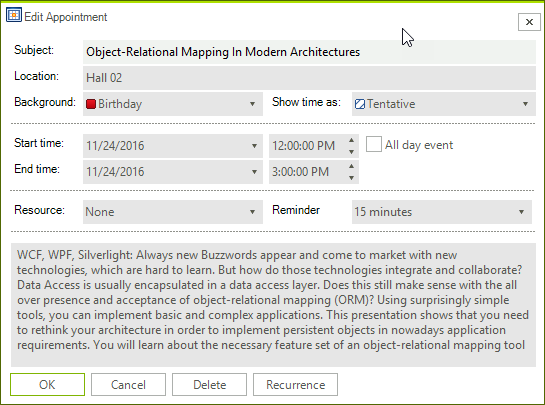 Edit Appointment
Subject: Object-Relational Mapping In Modern Architectures
Location: Hall 02
Background: Birthday Show time as: Tentative
Start time: 11/24/2016 12:00:00 PM All day event
End time: 11/24/2016 3:00:00 PM
Resource: None Reminder 15 minutes
WCF, WPF, Silverlight: Always new Buzzwords appear and come to market with new
technologies, which are hard to learn. But how do those technologies integrate and collaborate?
Data Access is usually encapsulated in a data access layer. Does this still make sense with the all
over presence and acceptance of object-relational mapping (ORM)? Using surprisingly simple
tools, you can implement basic and complex applications. This presentation shows that you need
to rethink your architecture in order to implement persistent objects in nowadays application
requirements. You will learn about the necessary feature set of an object-relational mapping tool
OK Cancel Delete Recurrence